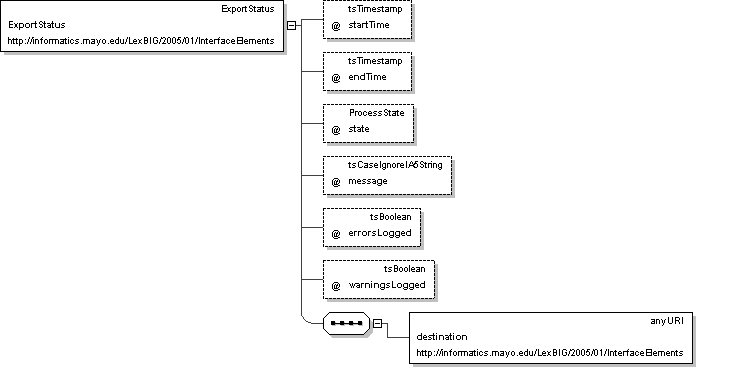 ExportStatus
ExportStatus
http://informatics.mayo.edu/LexBIG/2005/01/InterfaceElements
tsTimestamp
@ startTime
tsTimestamp
@ endTime
ProcessState
@ state
tsCaseIgnoreIA5String
@ message
tsBoolean
@ errorsLogged
tsBoolean
@ warningsLogged
anyURI
destination
http://informatics.mayo.edu/LexBIG/2005/01/InterfaceElements